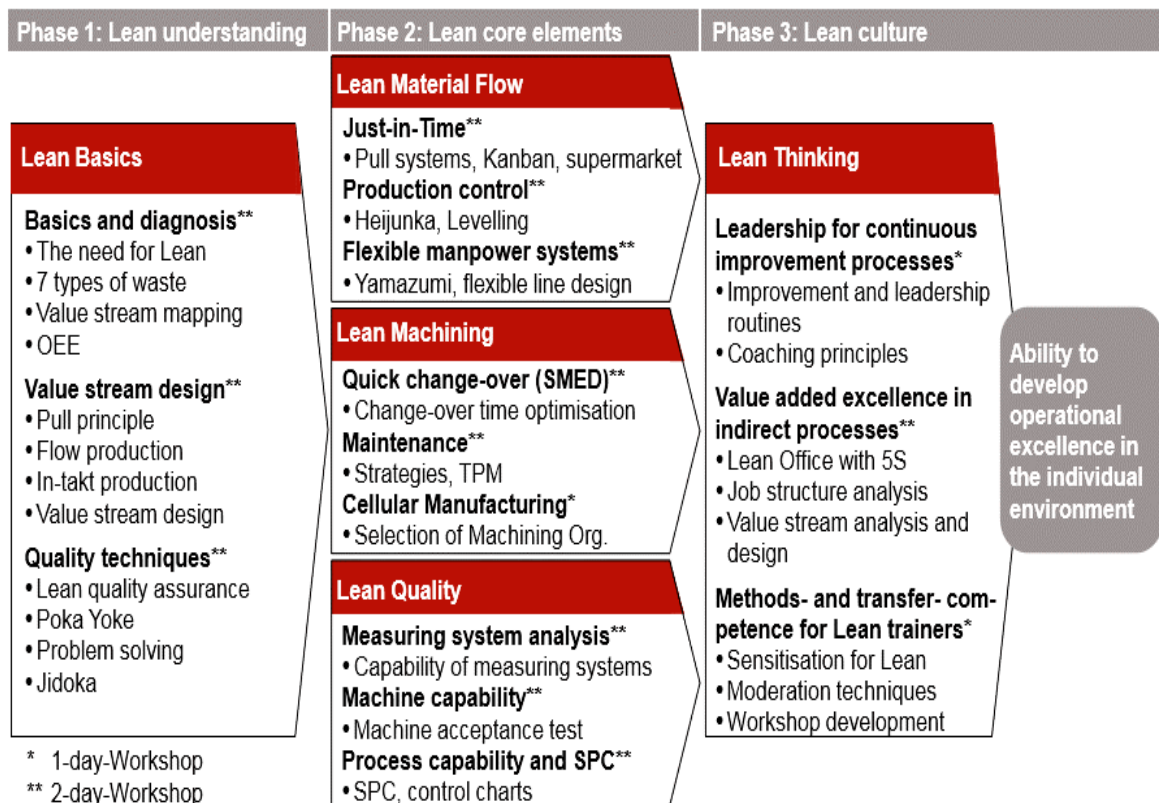 Phase 1: Lean understanding
Phase 2: Lean core elements
Phase 3: Lean culture
Lean Basics
Basics and diagnosis**
• The need for Lean
• 7 types of waste
• Value stream mapping
• OEE
Value stream design**
• Pull principle
• Flow production
• In-takt production
• Value stream design
Quality techniques**
• Lean quality assurance
• Poka Yoke
• Problem solving
• Jidoka
* 1-day-Workshop
** 2-day-Workshop
Lean Material Flow
Just-in-Time**
• Pull systems, Kanban, supermarket
Production control**
• Heijunka, Levelling
Flexible manpower systems**
• Yamazumi, flexible line design
Lean Machining
Quick change-over (SMED)**
• Change-over time optimisation
Maintenance**
• Strategies, TPM
Cellular Manufacturing*
• Selection of Machining Org.
Lean Quality
Measuring system analysis**
• Capability of measuring systems
Machine capability**
• Machine acceptance test
Process capability and SPC**
• SPC, control charts
Lean Thinking
Leadership for continuous
improvement processes*
• Improvement and leadership
routines
• Coaching principles
Value added excellence in
indirect processes**
• Lean Office with 5S
• Job structure analysis
• Value stream analysis and
design
Methods- and transfer- com-
petence for Lean trainers*
• Sensitisation for Lean
• Moderation techniques
• Workshop development
Ability to
develop
operational
excellence in
the individual
environment